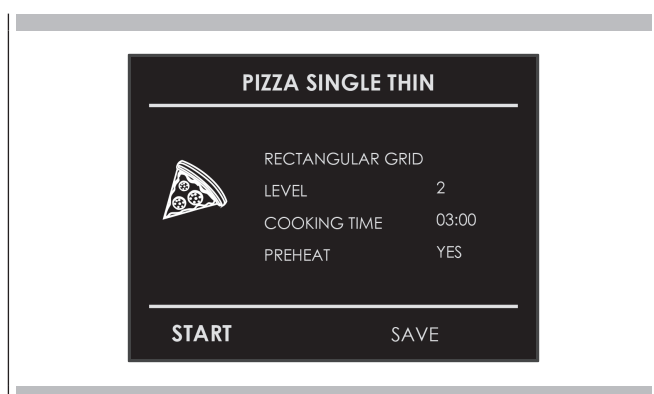 PIZZA SINGLE THIN
RECTANGULAR GRID
LEVEL 2
COOKING TIME 03:00
PREHEAT YES
START SAVE